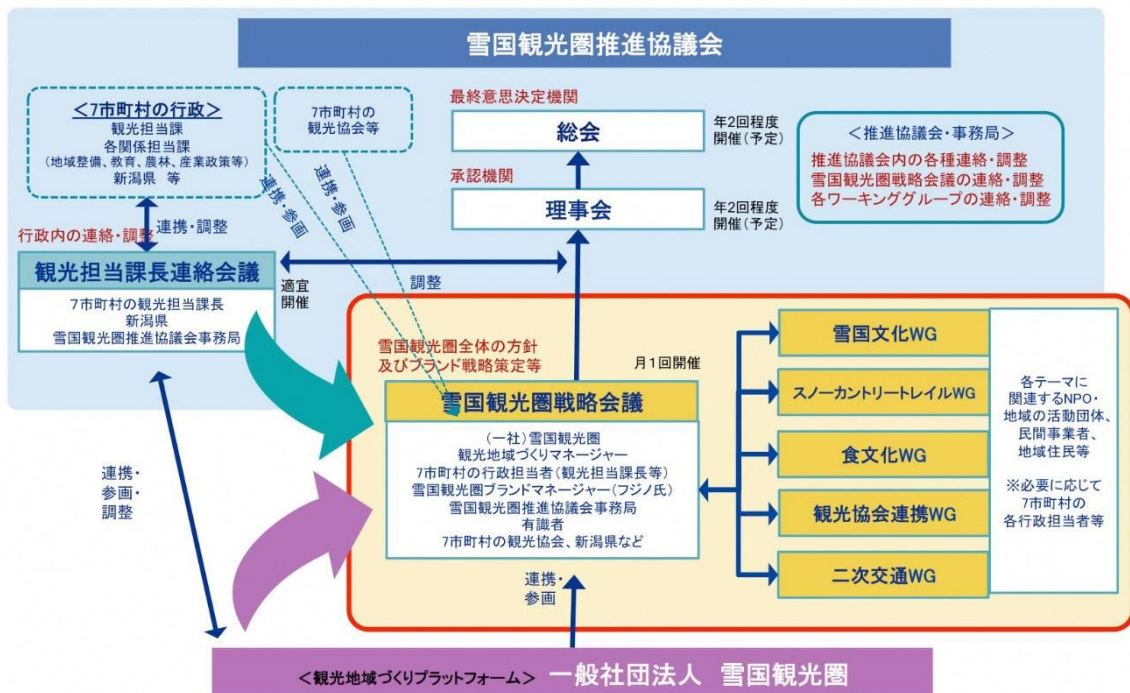 雪国観光圏推進協議会
＜7市町村の行政＞
観光担当課
各関係担当課
(地域整備、教育、農林、産業政策等)
新潟県 等
7市町村の
観光協会等
最終意思決定機関
総会
年2回程度
開催(予定)
承認機関
理事会
年2回程度
開催(予定)
＜推進協議会・事務局＞
推進協議会内の各種連絡・調整
雪国観光圏戦略会議の連絡・調整
各ワーキンググループの連絡・調整
連携・参画
連携・参画
連携・調整
行政内の連絡・調整
観光担当課長連絡会議
7市町村の観光担当課長
新潟県
雪国観光圏推進協議会事務局
適宜
開催
調整
雪国観光圏全体の方針
及びブランド戦略策定等
月1回開催
雪国観光圏戦略会議
(一社)雪国観光圏
観光地域づくりマネージャー
7市町村の行政担当者(観光担当課長等)
雪国観光圏ブランドマネージャー(フジノ氏)
雪国観光圏推進協議会事務局
有識者
7市町村の観光協会、新潟県など
雪国文化WG
スノーカントリートレイルWG
食文化WG
観光協会連携WG
二次交通WG
各テーマに
関連するNPO・
地域の活動団体、
民間事業者、
地域住民等
※必要に応じて
7市町村の
各行政担当者等
連携・
参画・
調整
連携・
参画
＜観光地域づくりプラットフォーム＞ 一般社団法人 雪国観光圏